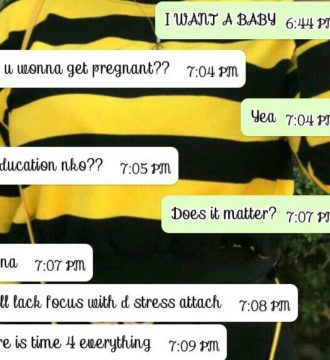 I WANT A BABY 6:44 PM
u wonna get pregnant?? 7:04 PM
Yea 7:04 PM
ducation nko?? 7:05 PM
Does it matter? 7:07 PM
na 7:07 PM
ll lack focus with d stress attach 7:08 PM
re is time 4 everything 7:09 PM